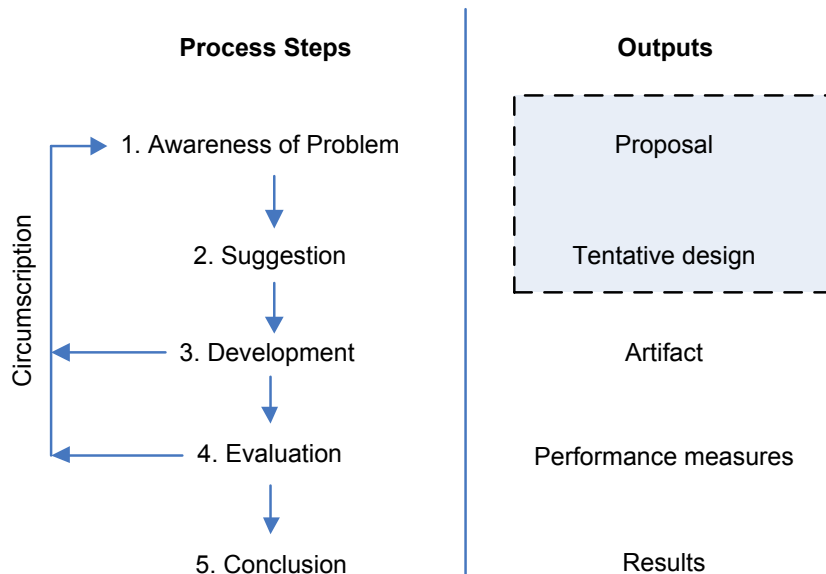 Process Steps
Outputs
1. Awareness of Problem
Proposal
2. Suggestion
Tentative design
Circumscription
3. Development
Artifact
4. Evaluation
Performance measures
5. Conclusion
Results